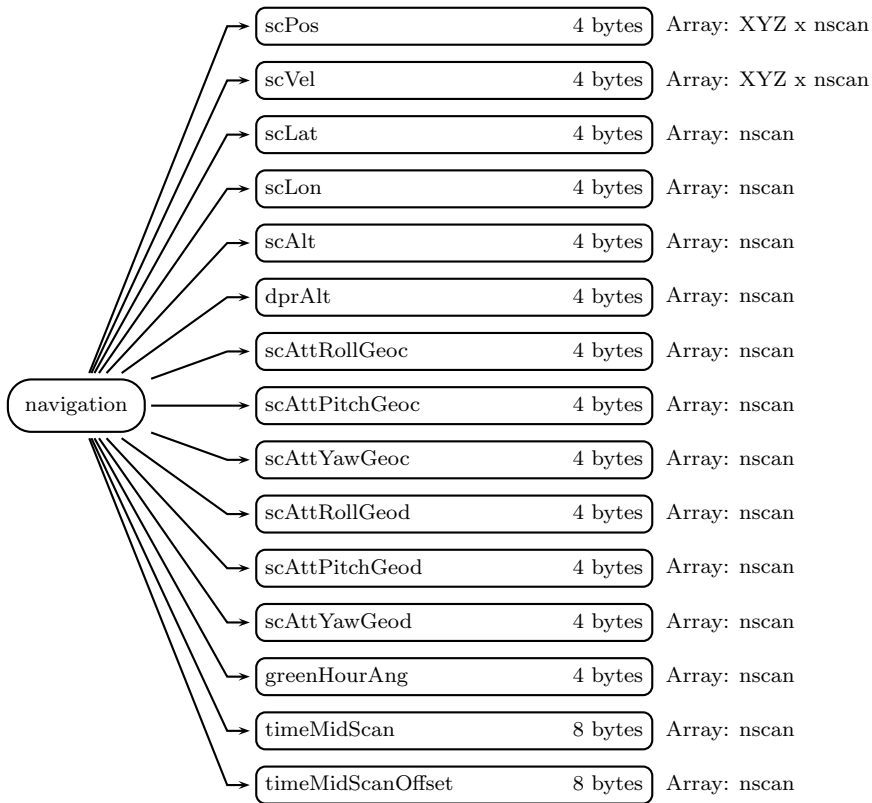 scPos 4 bytes Array: XYZ x nscan
scVel 4 bytes Array: XYZ x nscan
scLat 4 bytes Array: nscan
scLon 4 bytes Array: nscan
scAlt 4 bytes Array: nscan
dprAlt 4 bytes Array: nscan
scAttRollGeoc 4 bytes Array: nscan
navigation scAttPitchGeoc 4 bytes Array: nscan
scAttYawGeoc 4 bytes Array: nscan
scAttRollGeod 4 bytes Array: nscan
scAttPitchGeod 4 bytes Array: nscan
scAttYawGeod 4 bytes Array: nscan
greenHourAng 4 bytes Array: nscan
timeMidScan 8 bytes Array: nscan
timeMidScanOffset 8 bytes Array: nscan